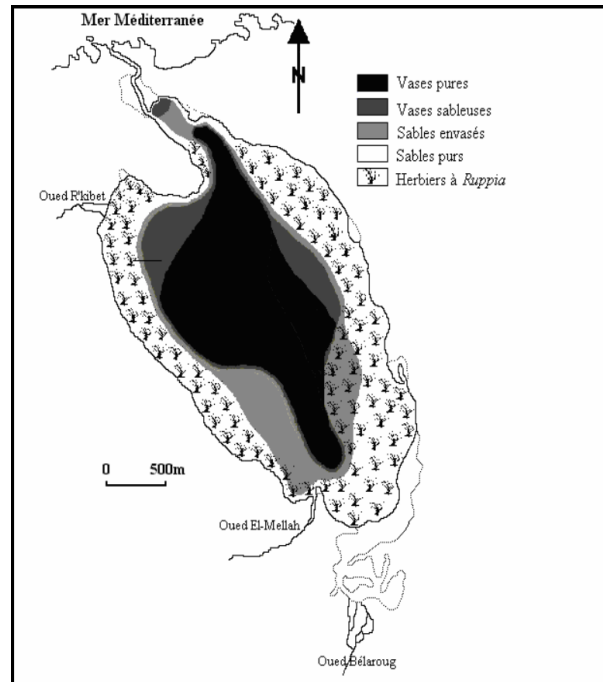 Mer Méditerranée
N
Vases pures
Vases sableuses
Sables envasés
Sables purs
Herbiers à Ruppia
Oued R'kibet
0 500m
Oued El-Mellah
Oued Bélaroug